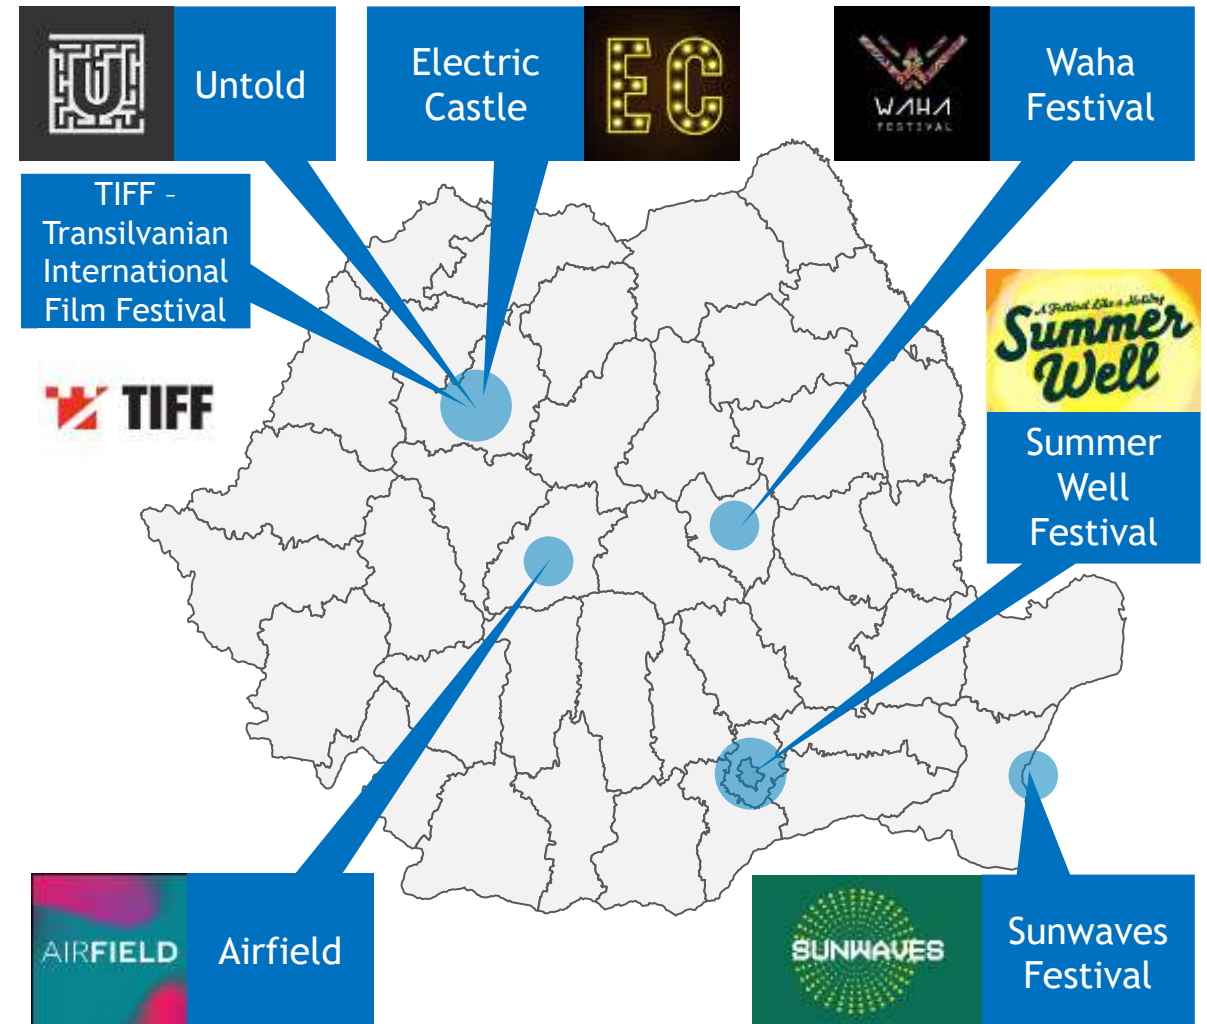 Untold
Electric
Castle
EC
WAHA
FESTIVAL
Waha
Festival
TIFF –
Transilvanian
International
Film Festival
TIFF
A Festival Like a Holiday
Summer
Well
Summer
Well
Festival
AIRFIELD
Airfield
SUNWAVES
Sunwaves
Festival